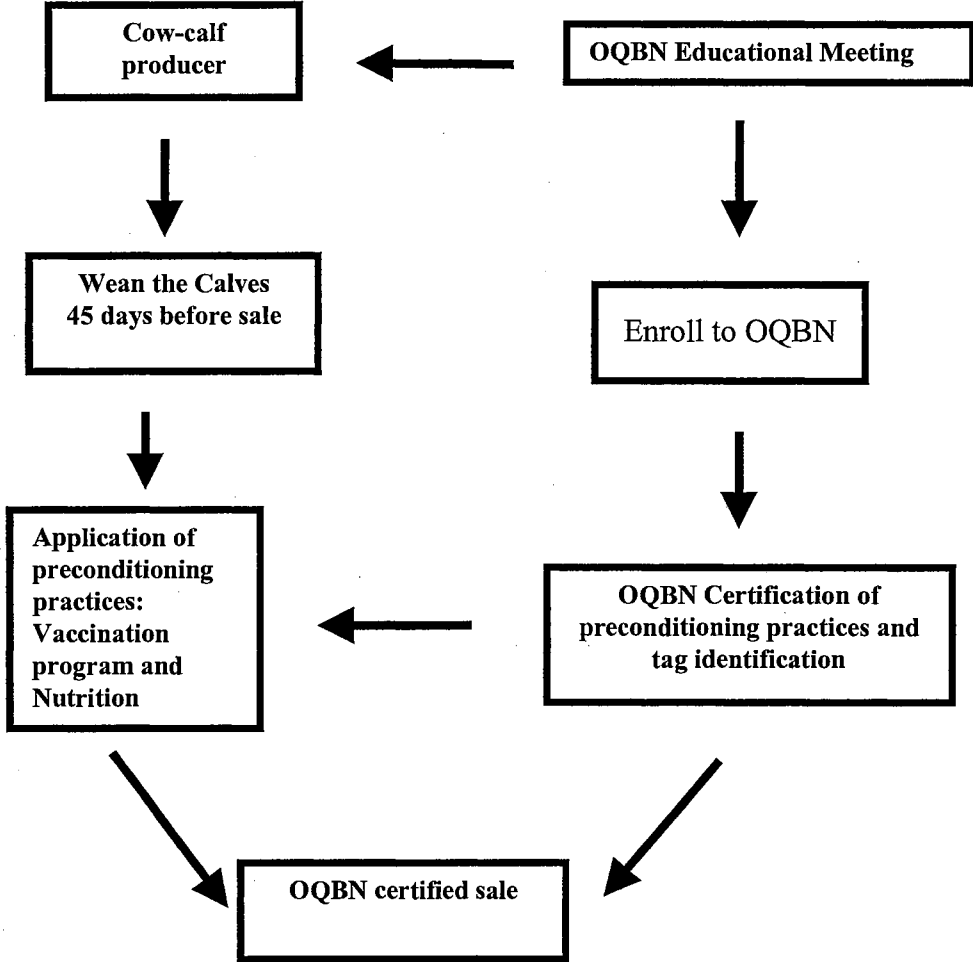 Cow-calf
producer
OQBN Educational Meeting
Wean the Calves
45 days before sale
Enroll to OQBN
Application of
preconditioning
practices:
Vaccination
program and
Nutrition
OQBN Certification of
preconditioning practices and
tag identification
OQBN certified sale